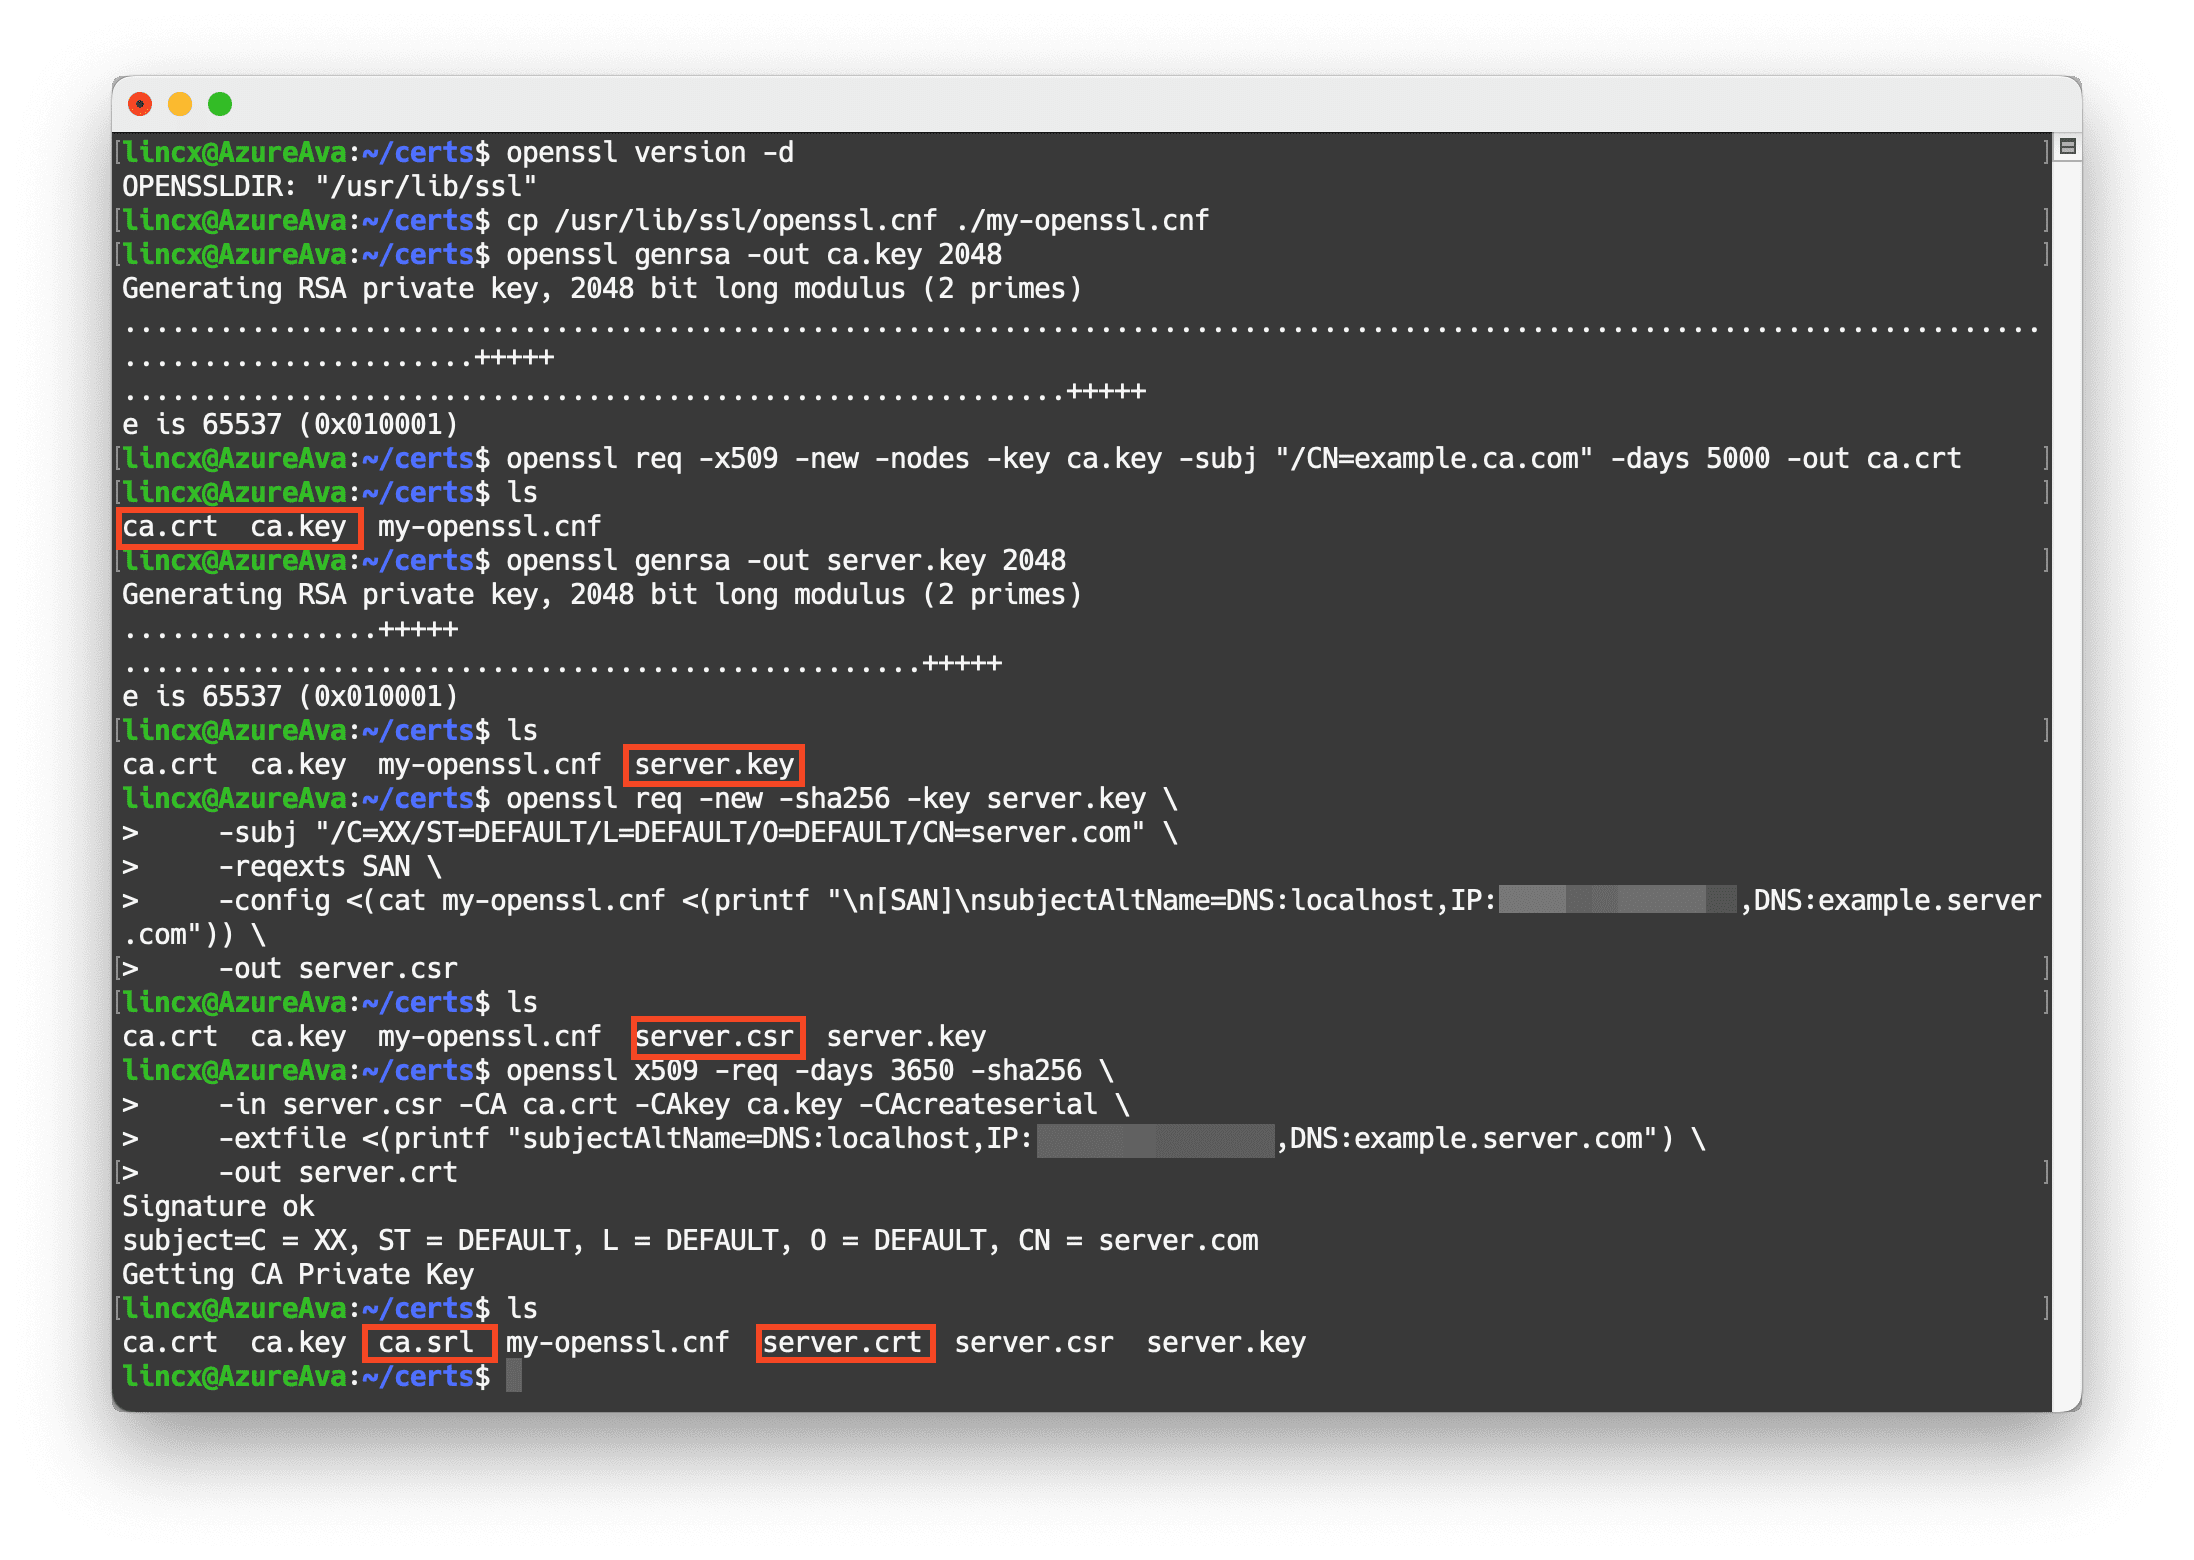 lincx@AzureAva:~/certs$ openssl version -d
OPENSSLDIR: "/usr/lib/ssl"
lincx@AzureAva:~/certs$ cp /usr/lib/ssl/openssl.cnf ./my-openssl.cnf
lincx@AzureAva:~/certs$ openssl genrsa -out ca.key 2048
Generating RSA private key, 2048 bit long modulus (2 primes)
........................................................................................................................
......................+++++
...........................................................+++++
e is 65537 (0x010001)
lincx@AzureAva:~/certs$ openssl req -x509 -new -nodes -key ca.key -subj "/CN=example.ca.com" -days 5000 -out ca.crt
lincx@AzureAva:~/certs$ ls
ca.crt  ca.key  my-openssl.cnf
lincx@AzureAva:~/certs$ openssl genrsa -out server.key 2048
Generating RSA private key, 2048 bit long modulus (2 primes)
................+++++
..................................................+++++
e is 65537 (0x010001)
lincx@AzureAva:~/certs$ ls
ca.crt  ca.key  my-openssl.cnf  server.key
lincx@AzureAva:~/certs$ openssl req -new -sha256 -key server.key \
>     -subj "/C=XX/ST=DEFAULT/L=DEFAULT/O=DEFAULT/CN=server.com" \
>     -reqexts SAN \
>     -config <(cat my-openssl.cnf <(printf "\n[SAN]\nsubjectAltName=DNS:localhost,IP:,DNS:example.server
.com")) \
>     -out server.csr
lincx@AzureAva:~/certs$ ls
ca.crt  ca.key  my-openssl.cnf  server.csr  server.key
lincx@AzureAva:~/certs$ openssl x509 -req -days 3650 -sha256 \
>     -in server.csr -CA ca.crt -CAkey ca.key -CAcreateserial \
>     -extfile <(printf "subjectAltName=DNS:localhost,IP:,DNS:example.server.com") \
>     -out server.crt
Signature ok
subject=C = XX, ST = DEFAULT, L = DEFAULT, O = DEFAULT, CN = server.com
Getting CA Private Key
lincx@AzureAva:~/certs$ ls
ca.crt  ca.key  ca.srl  my-openssl.cnf  server.crt  server.csr  server.key
lincx@AzureAva:~/certs$